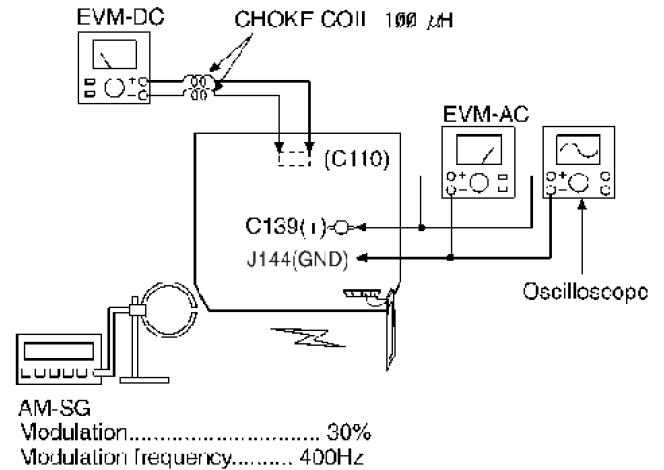 EVM-DC
CHOKE COIL 100 µH
EVM-AC
(C110)
C139(+)
J144(GND)
Oscilloscope
AM-SG
Modulation............................ 30%
Modulation frequency.......... 400Hz